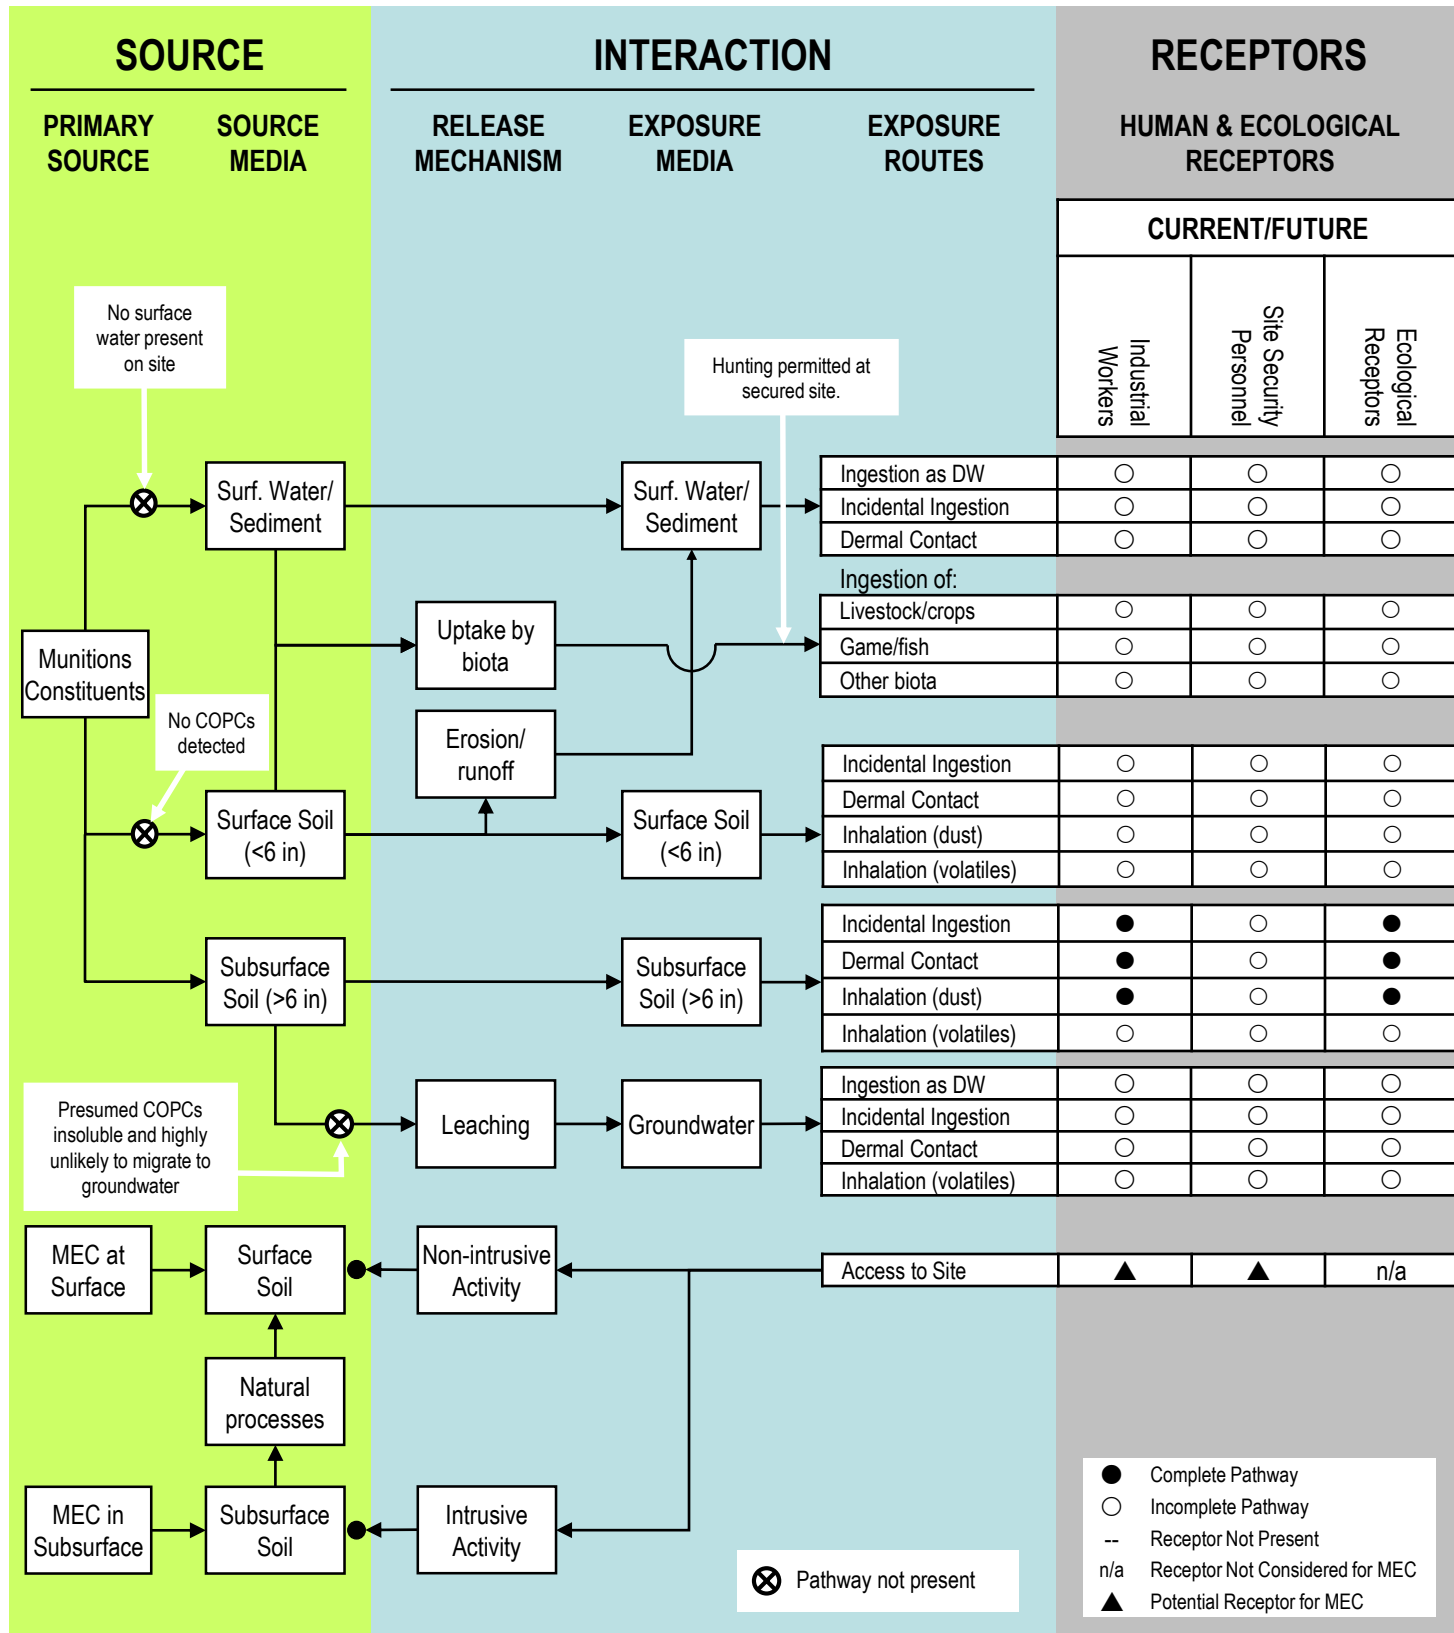 SOURCE
INTERACTION
RECEPTORS
PRIMARY
SOURCE
SOURCE
MEDIA
RELEASE
MECHANISM
EXPOSURE
MEDIA
EXPOSURE
ROUTES
HUMAN & ECOLOGICAL
RECEPTORS
CURRENT/FUTURE
Industrial
Workers
Site Security
Personnel
Ecological
Receptors
No surface
water present
on site
Hunting permitted at
secured site.
Surf. Water/
Sediment
Surf. Water/
Sediment
Ingestion as DW
Incidental Ingestion
Dermal Contact
Ingestion of:
Livestock/crops
Game/fish
Other biota
Uptake by
biota
Munitions
Constituents
No COPCs
detected
Erosion/
runoff
Surface Soil
(<6 in)
Surface Soil
(<6 in)
Incidental Ingestion
Dermal Contact
Inhalation (dust)
Inhalation (volatiles)
Subsurface
Soil (>6 in)
Subsurface
Soil (>6 in)
Incidental Ingestion
Dermal Contact
Inhalation (dust)
Inhalation (volatiles)
Presumed COPCs
insoluble and highly
unlikely to migrate to
groundwater
Leaching
Groundwater
Ingestion as DW
Incidental Ingestion
Dermal Contact
Inhalation (volatiles)
MEC at
Surface
Surface
Soil
Non-intrusive
Activity
Access to Site
n/a
Natural
processes
MEC in
Subsurface
Subsurface
Soil
Intrusive
Activity
Pathway not present
Complete Pathway
Incomplete Pathway
-- Receptor Not Present
n/a Receptor Not Considered for MEC
Potential Receptor for MEC